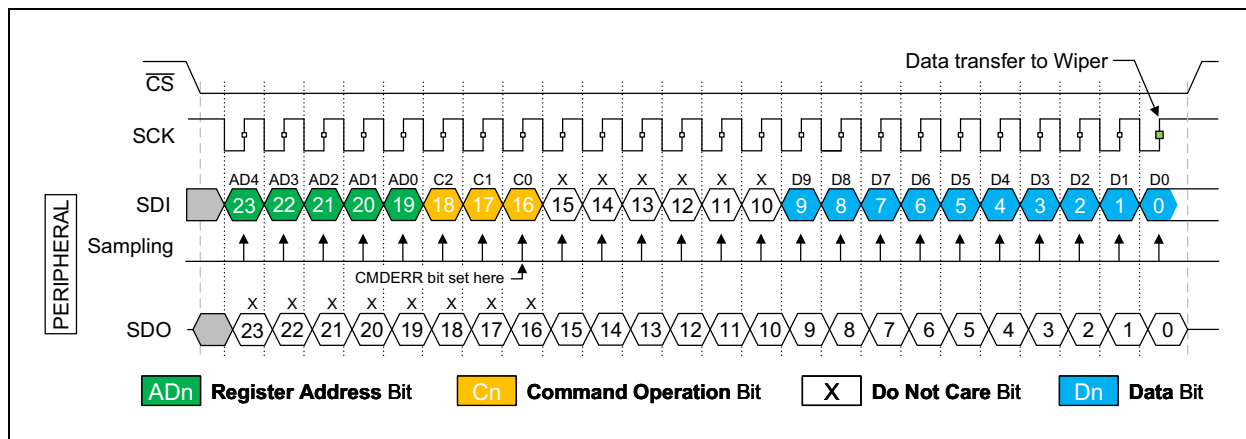 Data transfer to Wiper
CS
SCK
AD4 AD3 AD2 AD1 AD0 C2 C1 C0 X X X X X X D9 D8 D7 D6 D5 D4 D3 D2 D1 D0
SDI 23 22 21 20 19 18 17 16 15 14 13 12 11 10 9 8 7 6 5 4 3 2 1 0
Sampling
CMDERR bit set here
PERIPHERAL
X X X X X X X X
SDO 23 22 21 20 19 18 17 16 15 14 13 12 11 10 9 8 7 6 5 4 3 2 1 0
ADn Register Address Bit Cn Command Operation Bit X Do Not Care Bit Dn Data Bit